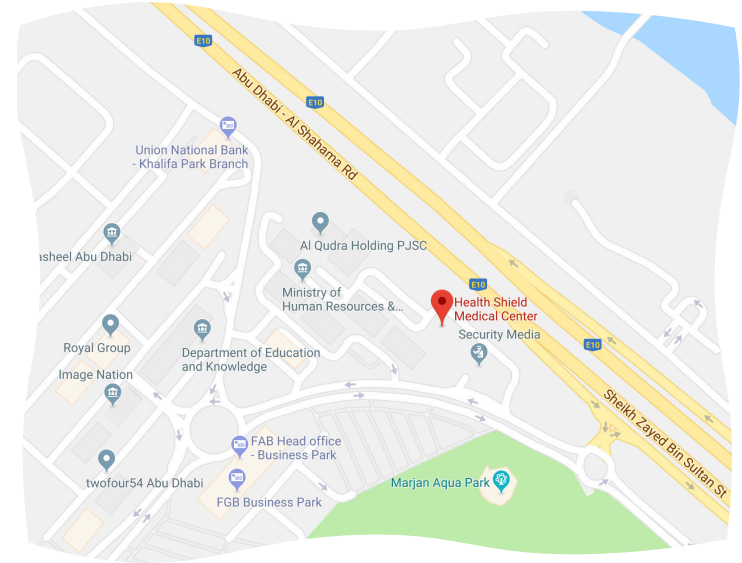 E10
E10
Abu Dhabi - Al Shahama Rd
Union National Bank
- Khalifa Park Branch
asheel Abu Dhabi
Al Qudra Holding PJSC
Ministry of
Human Resources &...
E10
Health Shield
Medical Center
Security Media
E10
Royal Group
Department of Education
and Knowledge
Image Nation
Sheikh Zayed Bin Sultan St
FAB Head office
- Business Park
twofour54 Abu Dhabi
Marjan Aqua Park
FGB Business Park